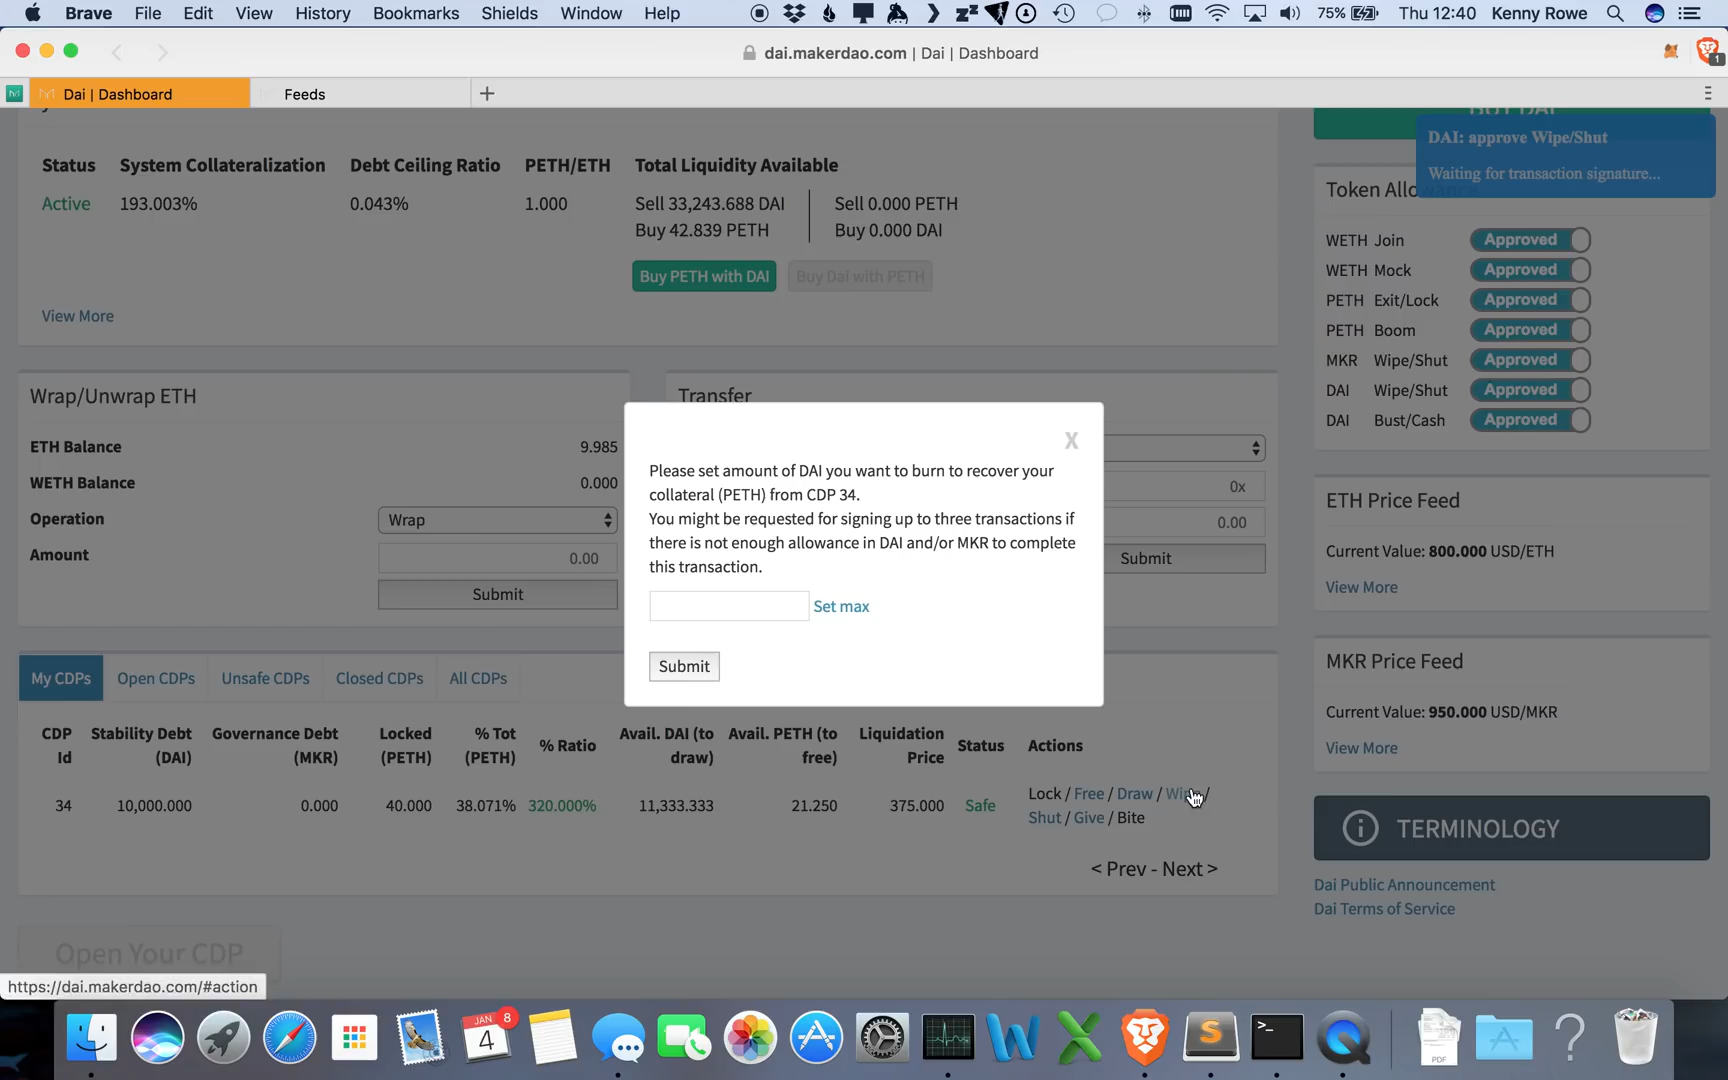 Brave File Edit View History Bookmarks Shields Window Help 75% Thu 12:40 Kenny Rowe
dai.makerdao.com | Dai | Dashboard
1
Dai | Dashboard Feeds
BUY DAI
DAI: approve Wipe/Shut
Waiting for transaction signature...
Status System Collateralization Debt Ceiling Ratio PETH/ETH Total Liquidity Available
Active 193.003% 0.043% 1.000 Sell 33,243.688 DAI Sell 0.000 PETH
Buy 42.839 PETH Buy 0.000 DAI
Buy PETH with DAI Buy Dai with PETH
View More
Token Allowance
WETH Join Approved
WETH Mock Approved
PETH Exit/Lock Approved
PETH Boom Approved
MKR Wipe/Shut Approved
DAI Wipe/Shut Approved
DAI Bust/Cash Approved
Wrap/Unwrap ETH
ETH Balance 9.985
WETH Balance 0.000
Operation Wrap
Amount 0.00
Submit
Transfer
0x
0.00
Submit
X
Please set amount of DAI you want to burn to recover your
collateral (PETH) from CDP 34.
You might be requested for signing up to three transactions if
there is not enough allowance in DAI and/or MKR to complete
this transaction.
Set max
Submit
ETH Price Feed
Current Value: 800.000 USD/ETH
View More
MKR Price Feed
Current Value: 950.000 USD/MKR
View More
My CDPs Open CDPs Unsafe CDPs Closed CDPs All CDPs
CDP Id Stability Debt (DAI) Governance Debt (MKR) Locked (PETH) % Tot (PETH) % Ratio Avail. DAI (to draw) Avail. PETH (to free) Liquidation Price Status Actions
34 10,000.000 0.000 40.000 38.071% 320.000% 11,333.333 21.250 375.000 Safe Lock / Free / Draw / Wipe /
Shut / Give / Bite
< Prev - Next >
TERMINOLOGY
Dai Public Announcement
Dai Terms of Service
Open Your CDP
https://dai.makerdao.com/#action
JAN
4
8
PDF